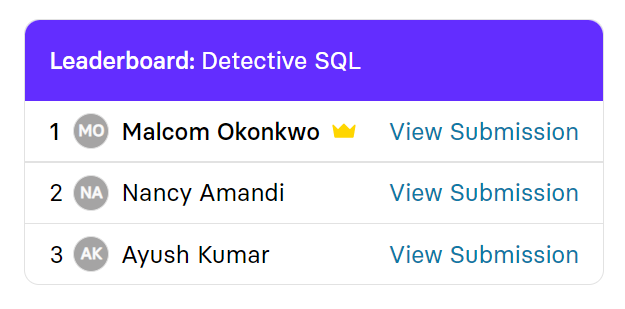 Leaderboard: Detective SQL
1 MO Malcom Okonkwo View Submission
2 NA Nancy Amandi View Submission
3 AK Ayush Kumar View Submission